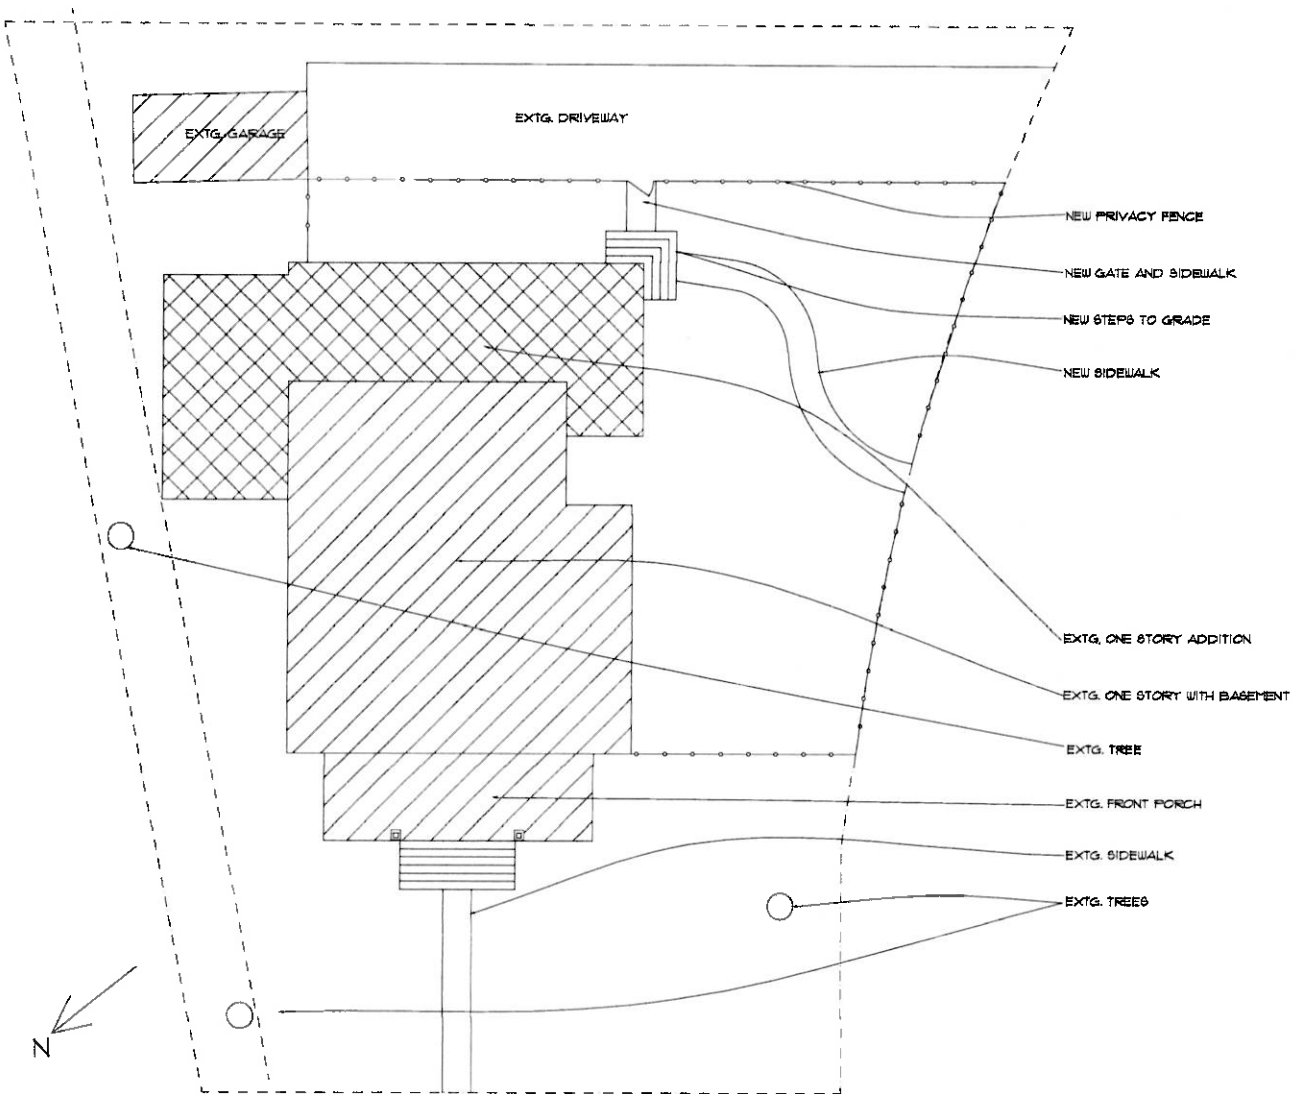 EXTG. DRIVEWAY
EXTG. GARAGE
NEW PRIVACY FENCE
NEW GATE AND SIDEWALK
NEW STEPS TO GRADE
NEW SIDEWALK
EXTG. ONE STORY ADDITION
EXTG. ONE STORY WITH BASEMENT
EXTG. TREE
EXTG. FRONT PORCH
EXTG. SIDEWALK
EXTG. TREES
N